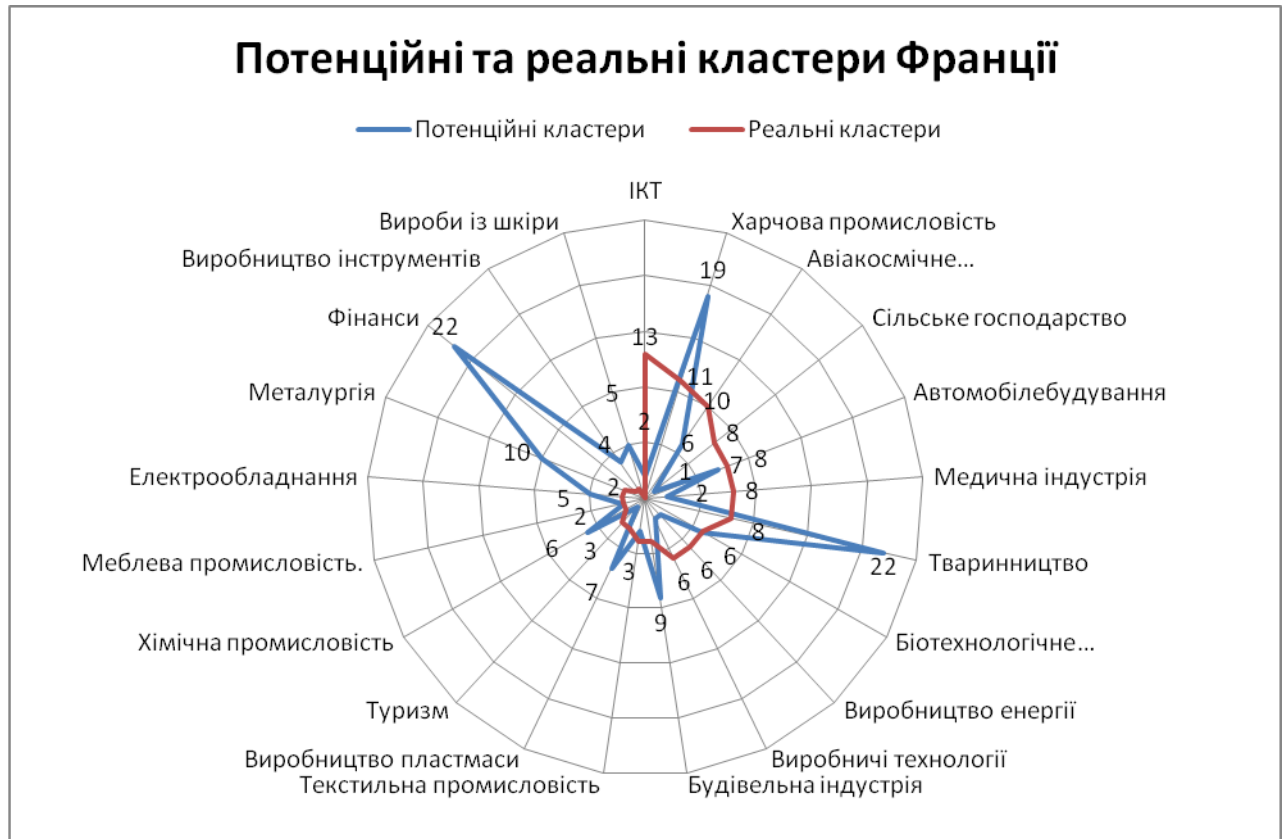 Потенційні та реальні кластери Франції
Потенційні кластери Реальні кластери
ІКТ
Вироби із шкіри Харчова промисловість
Виробництво інструментів Авіакосмічне...
19
Фінанси 22 Сільське господарство
13
Металургія 5 11 Автомобілебудування
10
2 8
4 6 8
10 7
Електрообладнання 1 Медична індустрія
2 2 8
5
2 8
Меблева промисловість. 6 3 6 22 Тваринництво
3 6
7 6
9
Хімічна промисловість Біотехнологічне...
Туризм Виробництво енергії
Виробництво пластмаси Виробничі технології
Текстильна промисловість Будівельна індустрія